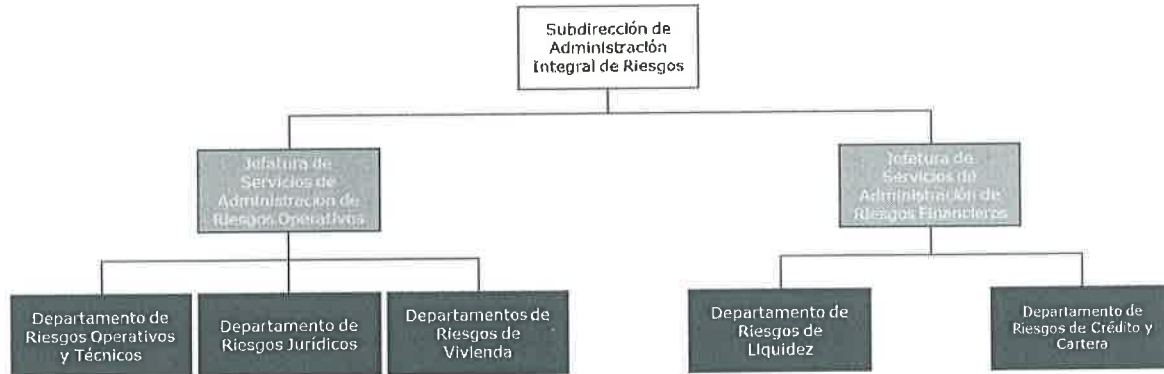 Subdirección de
Administración
Integral de Riesgos
Jefatura de
Servicios de
Administración de
Riesgos Operativos
Jefatura de
Servicios de
Administración de
Riesgos Financieros
Departamento de
Riesgos Operativos
y Técnicos
Departamento de
Riesgos Jurídicos
Departamentos de
Riesgos de
Vivienda
Departamento de
Riesgos de
Liquidez
Departamento de
Riesgos de Crédito y
Cartera